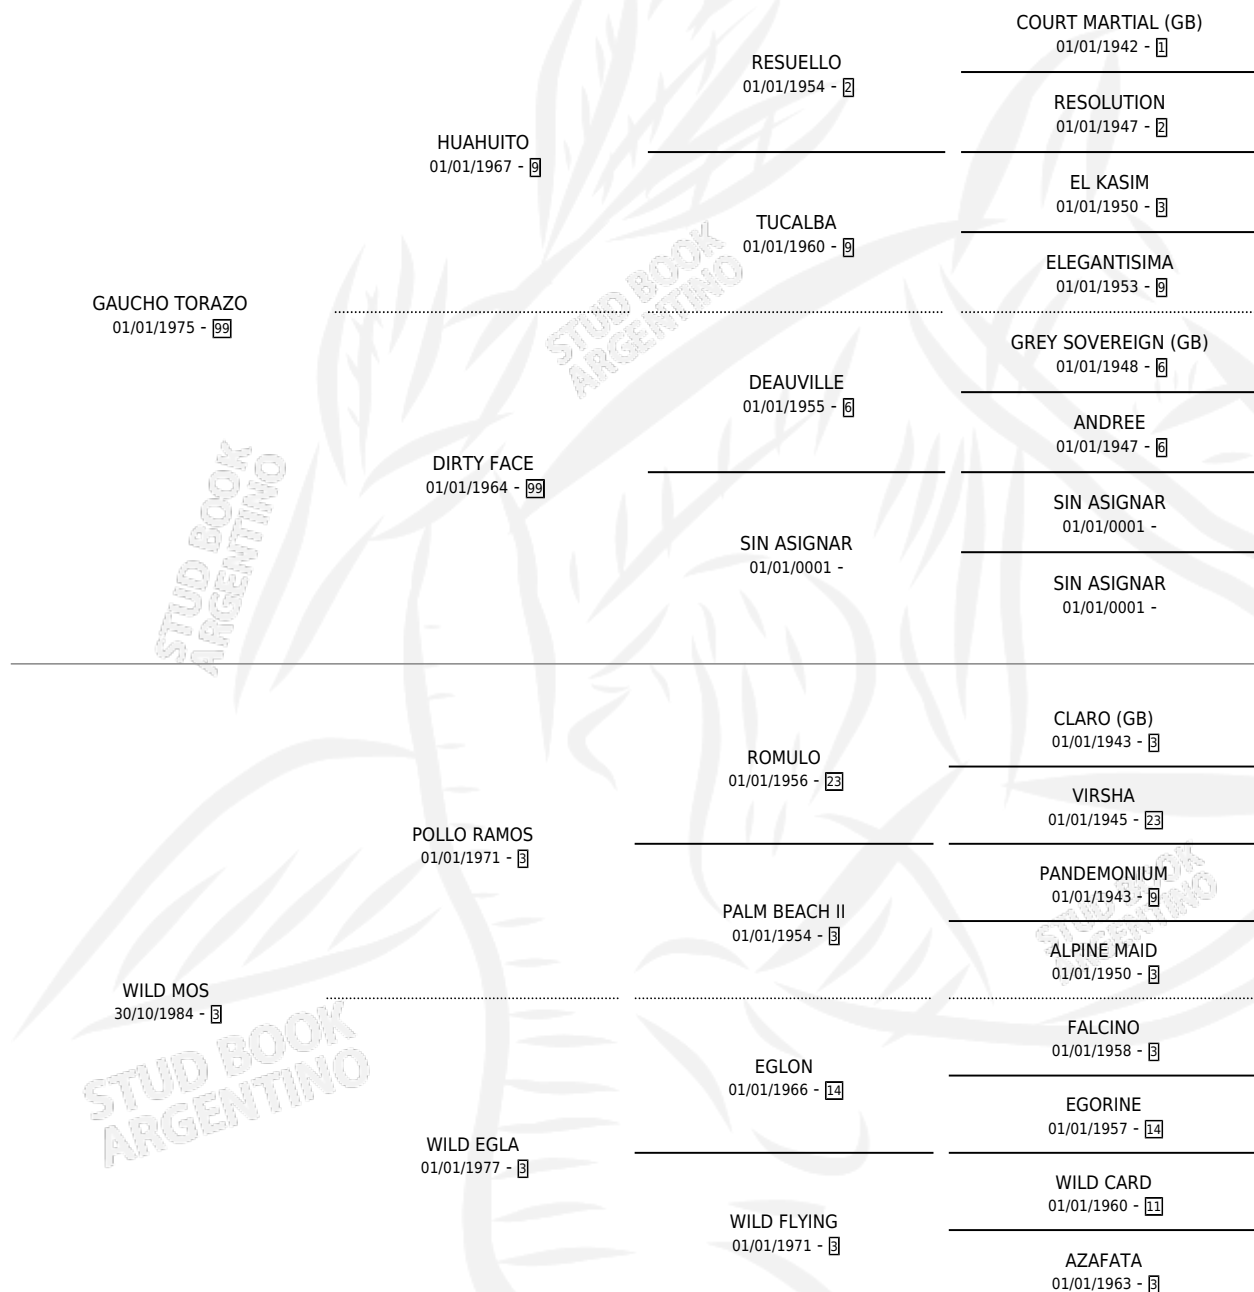 COURT MARTIAL (GB)
01/01/1942 - 1
RESUELLO
01/01/1954 - 2
RESOLUTION
01/01/1947 - 2
HUAHUITO
01/01/1967 - 9
EL KASIM
01/01/1950 - 3
TUCALBA
01/01/1960 - 9
ELEGANTISIMA
01/01/1953 - 9
GAUCHO TORAZO
01/01/1975 - 99
GREY SOVEREIGN (GB)
01/01/1948 - 6
DEAUVILLE
01/01/1955 - 6
ANDREE
01/01/1947 - 6
DIRTY FACE
01/01/1964 - 99
SIN ASIGNAR
01/01/0001 -
SIN ASIGNAR
01/01/0001 -
SIN ASIGNAR
01/01/0001 -
CLARO (GB)
01/01/1943 - 3
ROMULO
01/01/1956 - 23
VIRSHA
01/01/1945 - 23
POLLO RAMOS
01/01/1971 - 3
PANDEMONIUM
01/01/1943 - 9
PALM BEACH II
01/01/1954 - 3
ALPINE MAID
01/01/1950 - 3
WILD MOS
30/10/1984 - 3
FALCINO
01/01/1958 - 3
EGLON
01/01/1966 - 14
EGORINE
01/01/1957 - 14
WILD EGLA
01/01/1977 - 3
WILD CARD
01/01/1960 - 11
WILD FLYING
01/01/1971 - 3
AZAFATA
01/01/1963 - 3
STUD BOOK
ARGENTINO
STUD BOOK
ARGENTINO
STUD BOOK
ARGENTINO
STUD BOOK
ARGENTINO